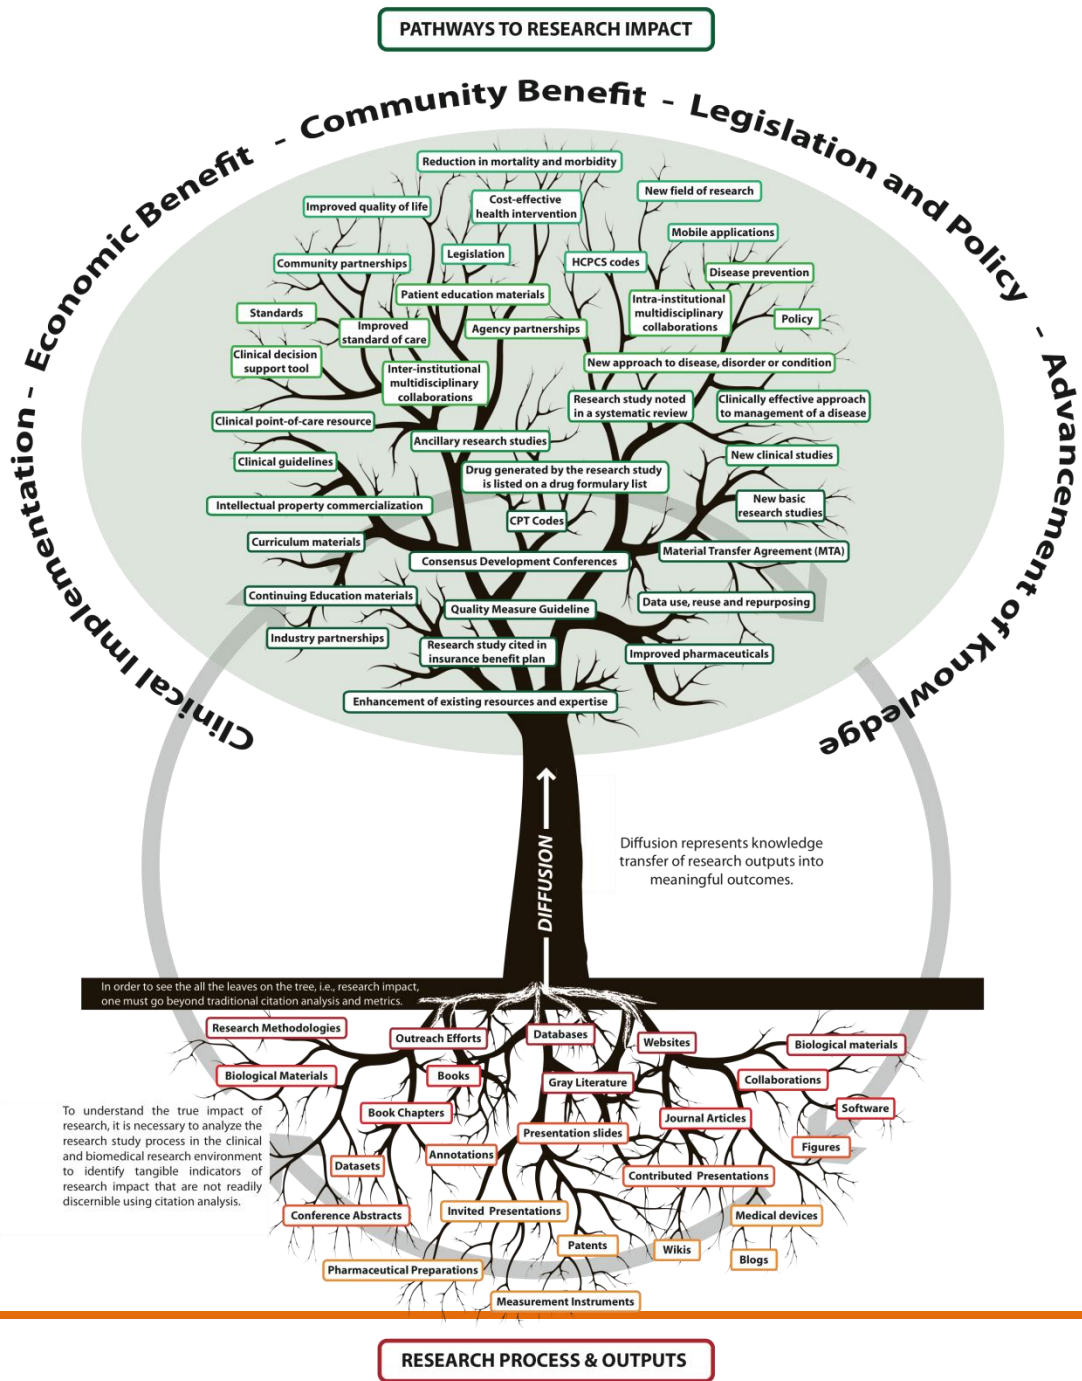 PATHWAYS TO RESEARCH IMPACT
Clinical Implementation - Economic Benefit - Community Benefit - Legislation and Policy - Advancement of Knowledge
Reduction in mortality and morbidity
New field of research
Improved quality of life
Cost-effective
health intervention
Mobile applications
Legislation
HCPCS codes
Community partnerships
Disease prevention
Patient education materials
Intra-institutional
multidisciplinary
collaborations
Standards
Policy
Improved
standard of care
Agency partnerships
Clinical decision
support tool
New approach to disease, disorder or condition
Inter-institutional
multidisciplinary
collaborations
Research study noted
in a systematic review
Clinically effective approach
to management of a disease
Clinical point-of-care resource
Ancillary research studies
New clinical studies
Clinical guidelines
Drug generated by the research study
is listed on a drug formulary list
Intellectual property commercialization
New basic
research studies
CPT Codes
Curriculum materials
Material Transfer Agreement (MTA)
Consensus Development Conferences
Continuing Education materials
Data use, reuse and repurposing
Quality Measure Guideline
Industry partnerships
Research study cited in
insurance benefit plan
Improved pharmaceuticals
Enhancement of existing resources and expertise
DIFFUSION
Diffusion represents knowledge
transfer of research outputs into
meaningful outcomes.
In order to see the all the leaves on the tree, i.e., research impact,
one must go beyond traditional citation analysis and metrics.
Research Methodologies
Outreach Efforts
Databases
Websites
Biological materials
Biological Materials
Books
Gray Literature
Collaborations
Book Chapters
Journal Articles
Software
Presentation slides
Figures
Annotations
Datasets
Contributed Presentations
To understand the true impact of
research, it is necessary to analyze the
research study process in the clinical
and biomedical research environment
to identify tangible indicators of
research impact that are not readily
discernible using citation analysis.
Conference Abstracts
Invited Presentations
Medical devices
Patents
Wikis
Blogs
Pharmaceutical Preparations
Measurement Instruments
RESEARCH PROCESS & OUTPUTS